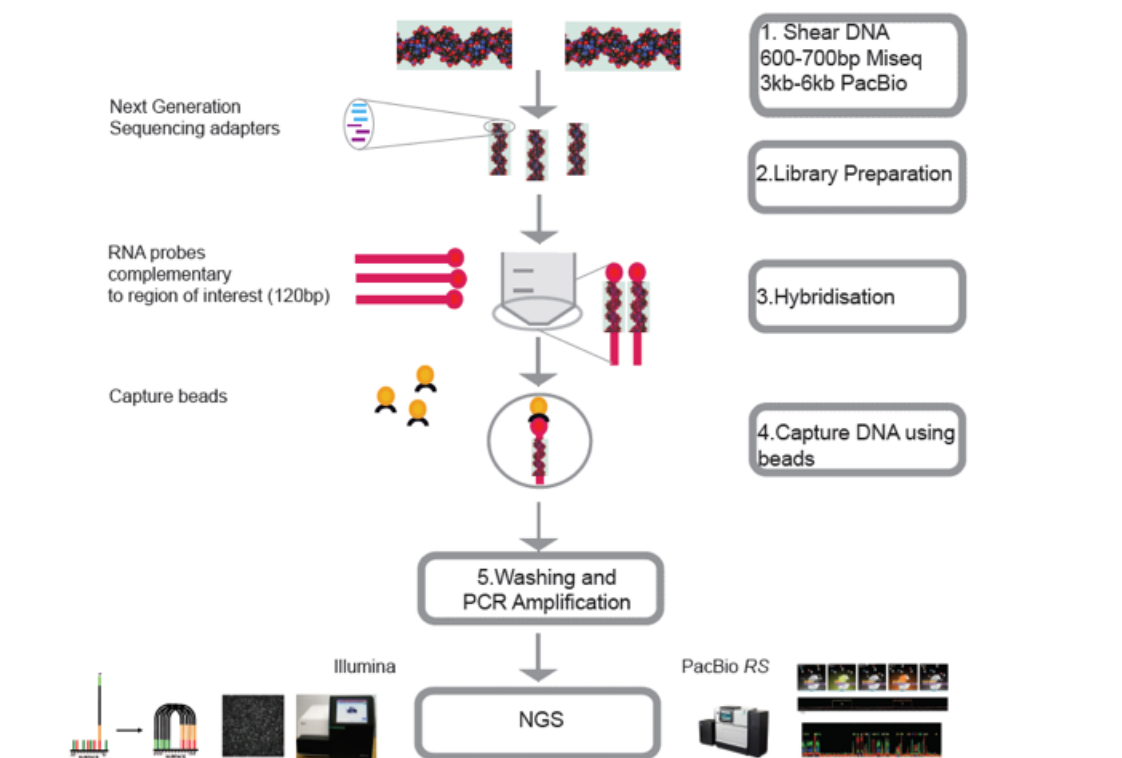 1. Shear DNA
600-700bp Miseq
3kb-6kb PacBio
Next Generation
Sequencing adapters
2.Library Preparation
RNA probes
complementary
to region of interest (120bp)
3.Hybridisation
Capture beads
4.Capture DNA using
beads
5.Washing and
PCR Amplification
Illumina
PacBio RS
NGS